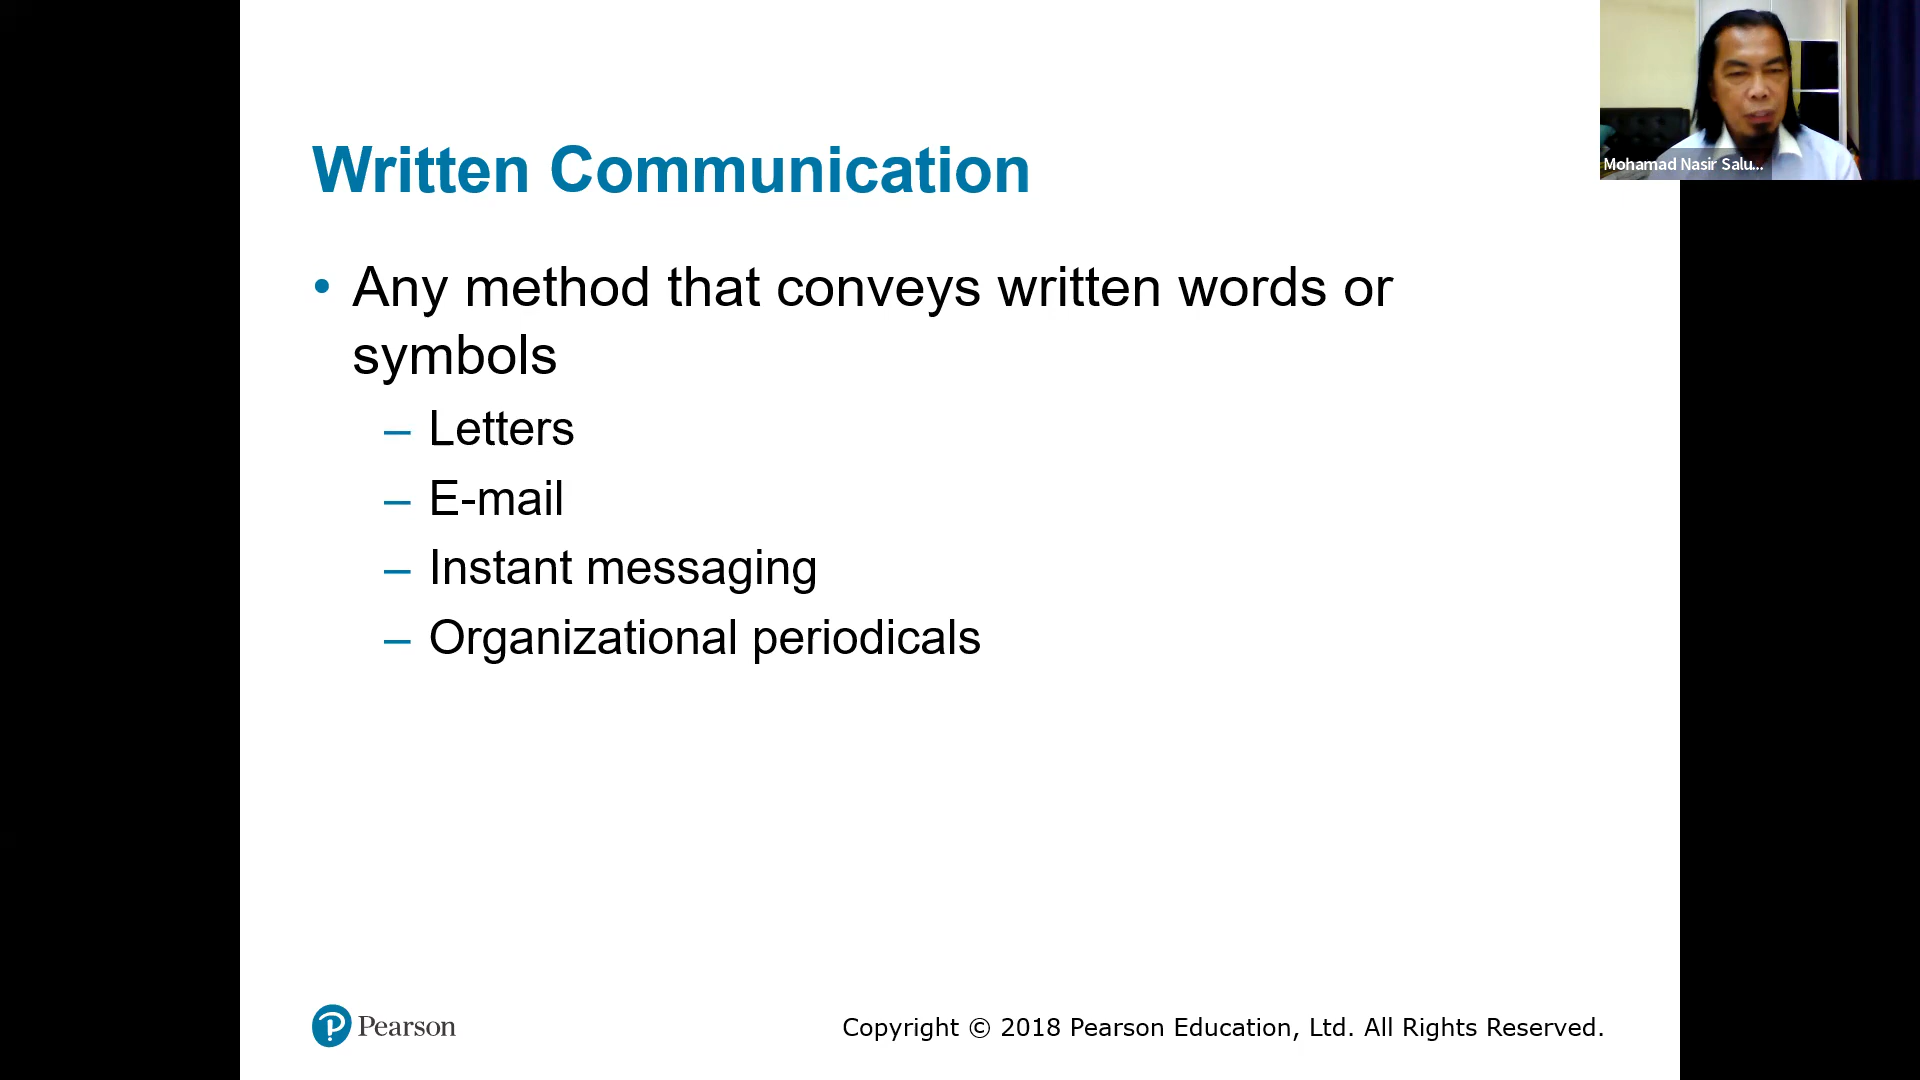 Written Communication
• Any method that conveys written words or
symbols
– Letters
– E-mail
– Instant messaging
– Organizational periodicals
Pearson
Copyright © 2018 Pearson Education, Ltd. All Rights Reserved.
Mohamad Nasir Salu...